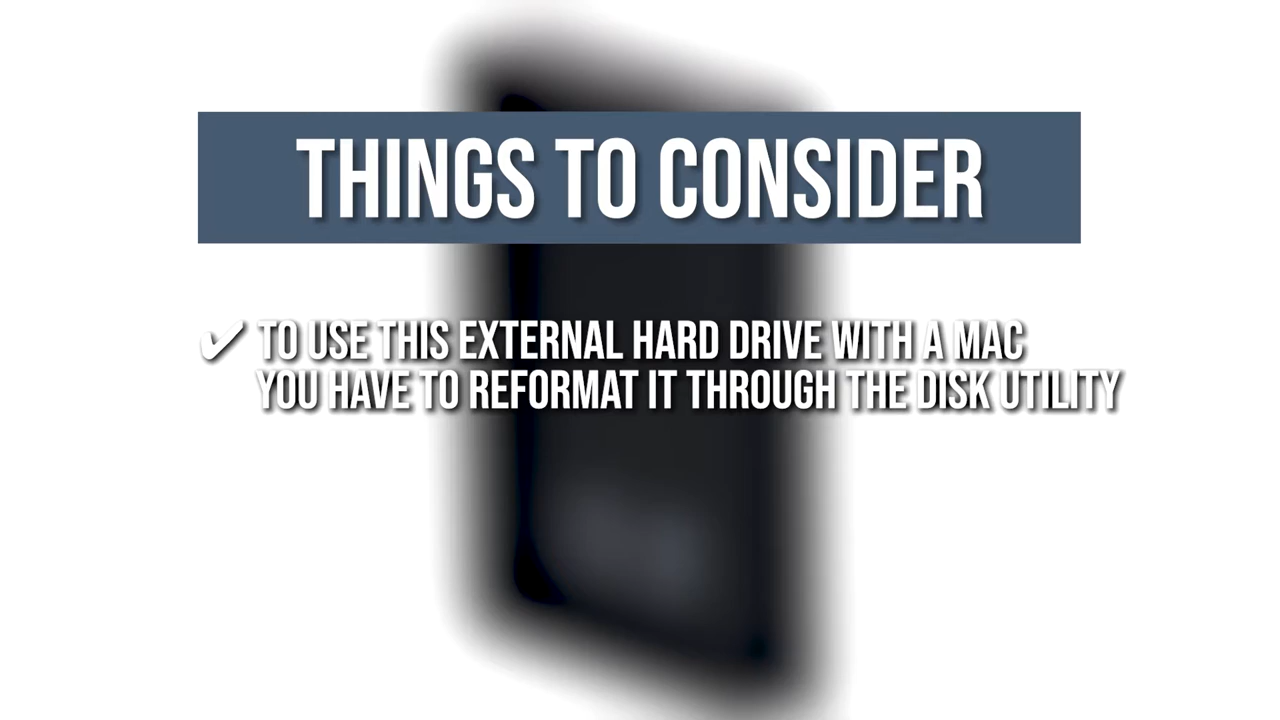 THINGS TO CONSIDER
✔ TO USE THIS EXTERNAL HARD DRIVE WITH A MAC
YOU HAVE TO REFORMAT IT THROUGH THE DISK UTILITY